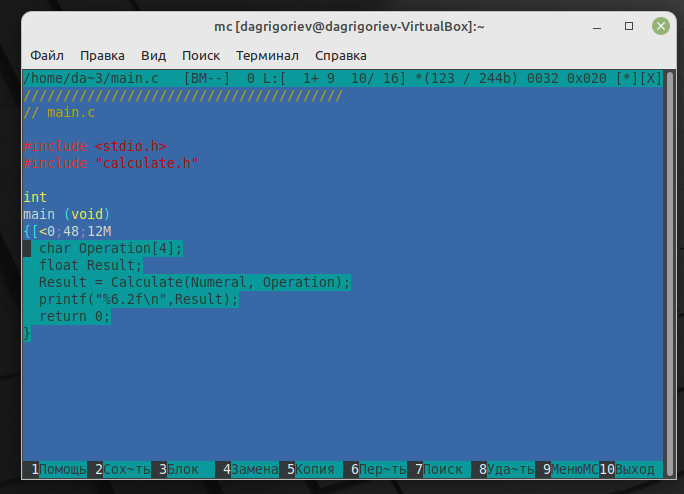 mc [dagrigoriev@dagrigoriev-VirtualBox]:~
Файл Правка Вид Поиск Терминал Справка
/home/da~3/main.c [BM--] 0 L:[ 1+ 9 10/ 16] *(123 / 244b) 0032 0x020 [*][X]
////////////////////////////////////////
// main.c
#include <stdio.h>
#include "calculate.h"
int
main (void)
{[<0;48;12M
char Operation[4];
float Result;
Result = Calculate(Numeral, Operation);
printf("%6.2f\n",Result);
return 0;
}
1Помощь 2Сох~ть 3Блок 4Замена 5Копия 6Пер~ть 7Поиск 8Уда~ть 9МенюMC 10Выход